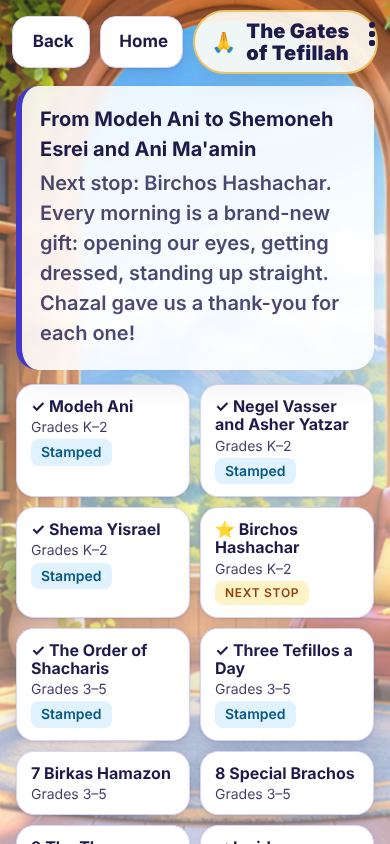 Back
Home
🙏 The Gates
of Tefillah
From Modeh Ani to Shemoneh
Esrei and Ani Ma'amin
Next stop: Birchos Hashachar.
Every morning is a brand-new
gift: opening our eyes, getting
dressed, standing up straight.
Chazal gave us a thank-you for
each one!
✓ Modeh Ani
Grades K–2
Stamped
✓ Negel Vasser
and Asher Yatzar
Grades K–2
Stamped
✓ Shema Yisrael
Grades K–2
Stamped
⭐ Birchos
Hashachar
Grades K–2
NEXT STOP
✓ The Order of
Shacharis
Grades 3–5
Stamped
✓ Three Tefillos a
Day
Grades 3–5
Stamped
7 Birkas Hamazon
Grades 3–5
8 Special Brachos
Grades 3–5